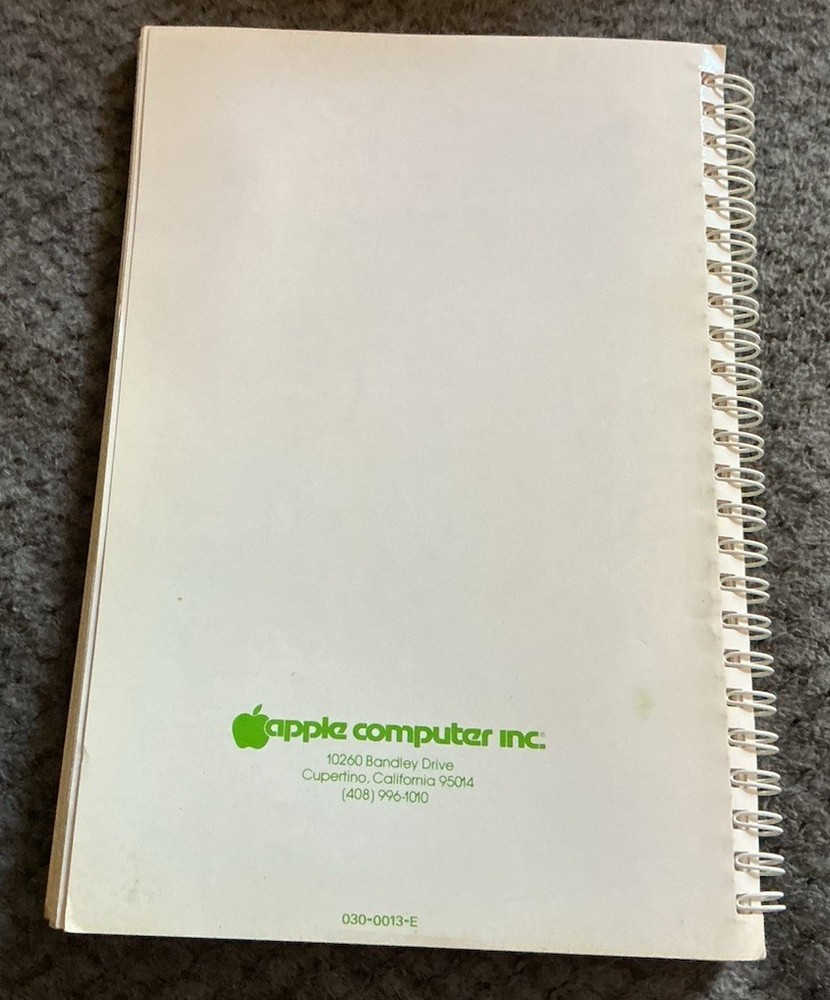 apple computer inc.
10260 Bandley Drive
Cupertino, California 95014
(408) 996-1010
030-0013-E